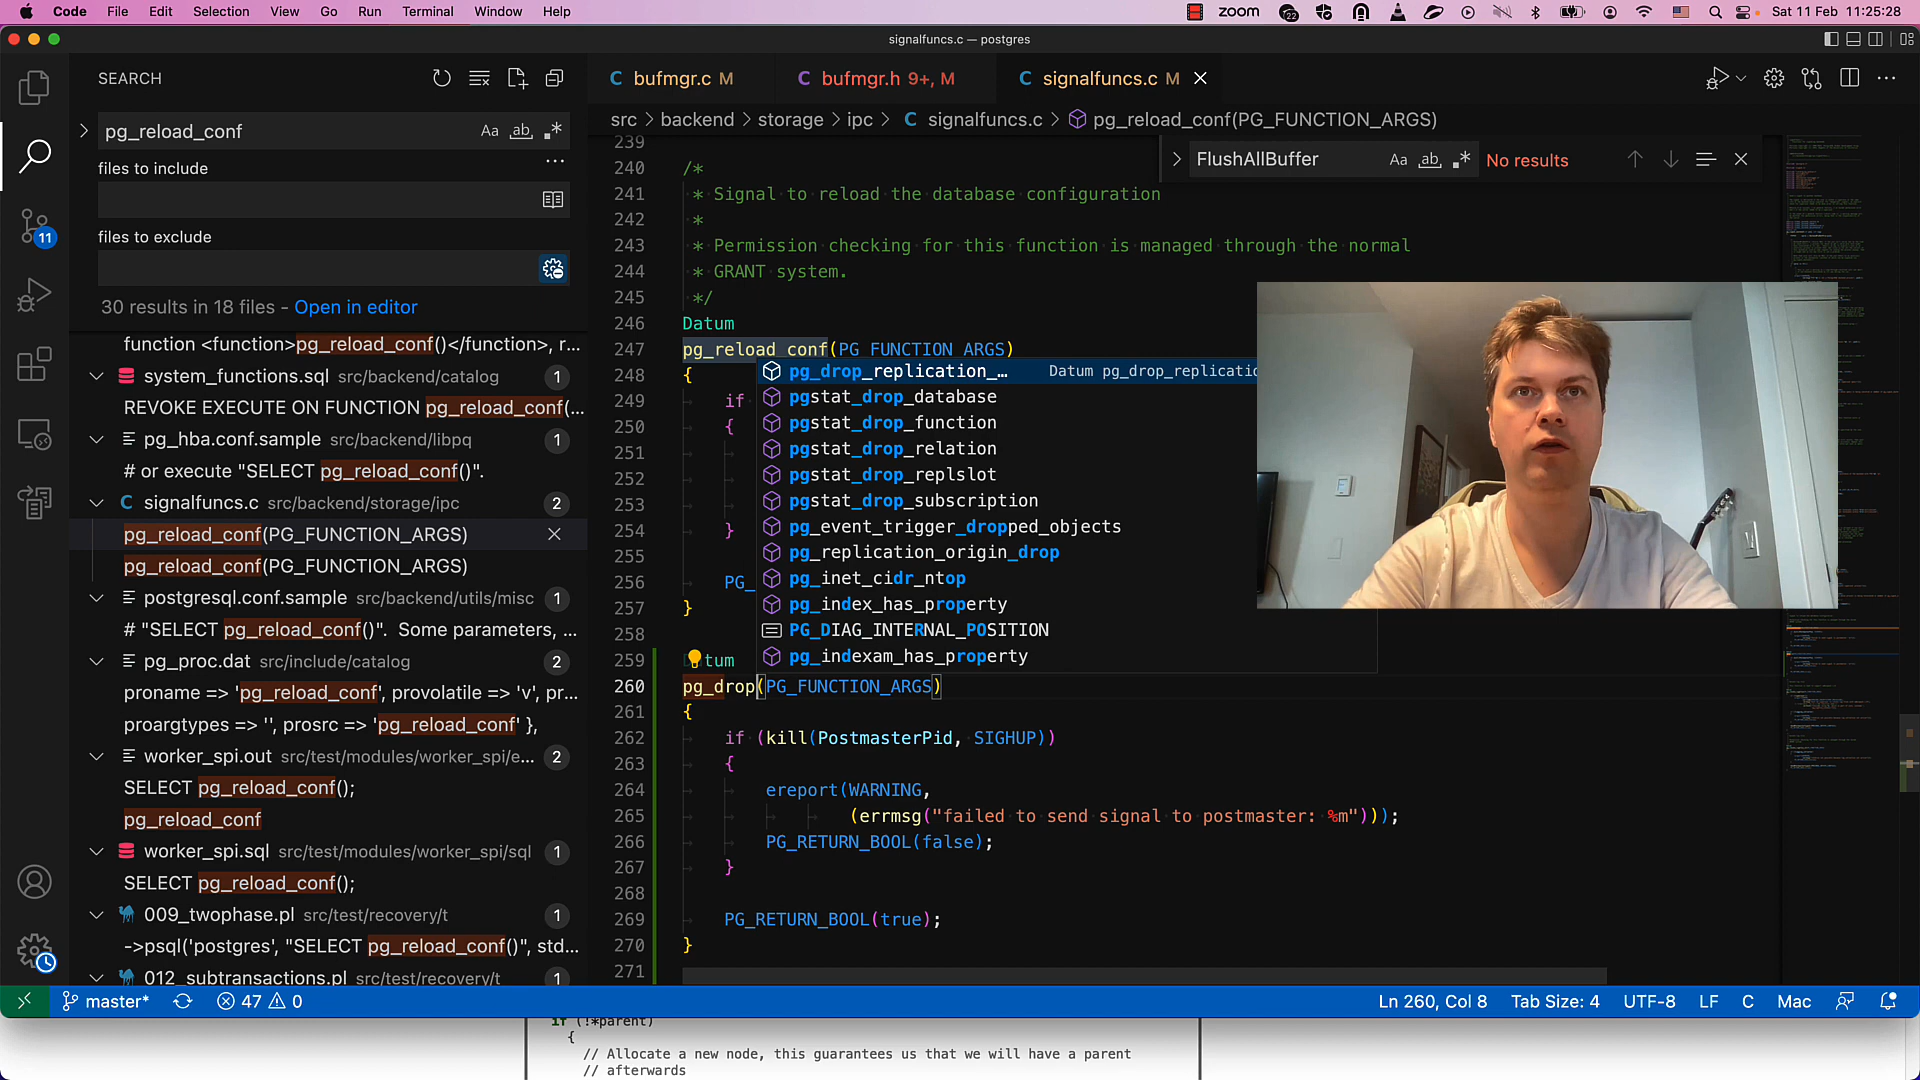 Code File Edit Selection View Go Run Terminal Window Help
zoom 22 Sat 11 Feb 11:25:28
signalfuncs.c — postgres
SEARCH
C bufmgr.c M
C bufmgr.h 9+, M
C signalfuncs.c M
pg_reload_conf
Aa ab
files to include
files to exclude
30 results in 18 files - Open in editor
function <function>pg_reload_conf()</function>, r...
system_functions.sql src/backend/catalog 1
REVOKE EXECUTE ON FUNCTION pg_reload_conf(...
pg_hba.conf.sample src/backend/libpq 1
# or execute "SELECT pg_reload_conf()".
C signalfuncs.c src/backend/storage/ipc 2
pg_reload_conf(PG_FUNCTION_ARGS)
pg_reload_conf(PG_FUNCTION_ARGS)
postgresql.conf.sample src/backend/utils/misc 1
# "SELECT pg_reload_conf()". Some parameters, ...
pg_proc.dat src/include/catalog 2
proname => 'pg_reload_conf', provolatile => 'v', pr...
proargtypes => '', prosrc => 'pg_reload_conf' },
worker_spi.out src/test/modules/worker_spi/e... 2
SELECT pg_reload_conf();
pg_reload_conf
worker_spi.sql src/test/modules/worker_spi/sql 1
SELECT pg_reload_conf();
009_twophase.pl src/test/recovery/t 1
->psql('postgres', "SELECT pg_reload_conf()", std...
012_subtransactions.pl src/test/recovery/t 1
11
src > backend > storage > ipc > C signalfuncs.c > pg_reload_conf(PG_FUNCTION_ARGS)
FlushAllBuffer Aa ab No results
239
240 /*
241 * Signal to reload the database configuration
242 *
243 * Permission checking for this function is managed through the normal
244 * GRANT system.
245 */
246 Datum
247 pg_reload_conf(PG_FUNCTION_ARGS)
248 {
249 if
250 {
251
252
253
254 }
255
256 PG_
257 }
258
259 tum
260 pg_drop(PG_FUNCTION_ARGS)
261 {
262 if (kill(PostmasterPid, SIGHUP))
263 {
264 ereport(WARNING,
265 (errmsg("failed to send signal to postmaster: %m")));
266 PG_RETURN_BOOL(false);
267 }
268
269 PG_RETURN_BOOL(true);
270 }
271
pg_drop_replication_... Datum pg_drop_replicatio
pgstat_drop_database
pgstat_drop_function
pgstat_drop_relation
pgstat_drop_replslot
pgstat_drop_subscription
pg_event_trigger_dropped_objects
pg_replication_origin_drop
pg_inet_cidr_ntop
pg_index_has_property
PG_DIAG_INTERNAL_POSITION
pg_indexam_has_property
master* 47 0
Ln 260, Col 8 Tab Size: 4 UTF-8 LF C Mac
if (!*parent)
{
// Allocate a new node, this guarantees us that we will have a parent
// afterwards